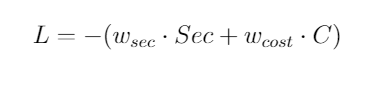 L = −(w_sec · Sec + w_cost · C)